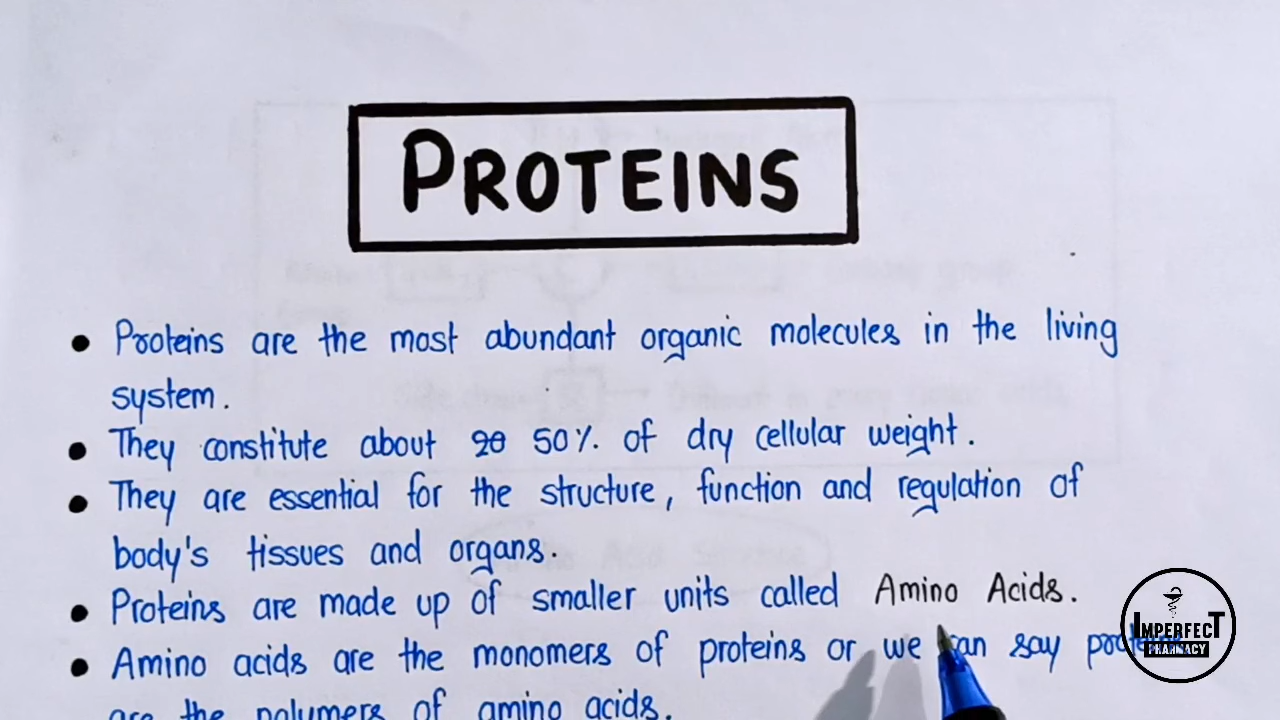 PROTEINS
• Proteins are the most abundant organic molecules in the living
system.
• They constitute about 50% of dry cellular weight.
• They are essential for the structure, function and regulation of
body's tissues and organs.
• Proteins are made up of smaller units called Amino Acids.
• Amino acids are the monomers of proteins or we can say proteins
are the polymers of amino acids.
IMPERFECT
PHARMACY